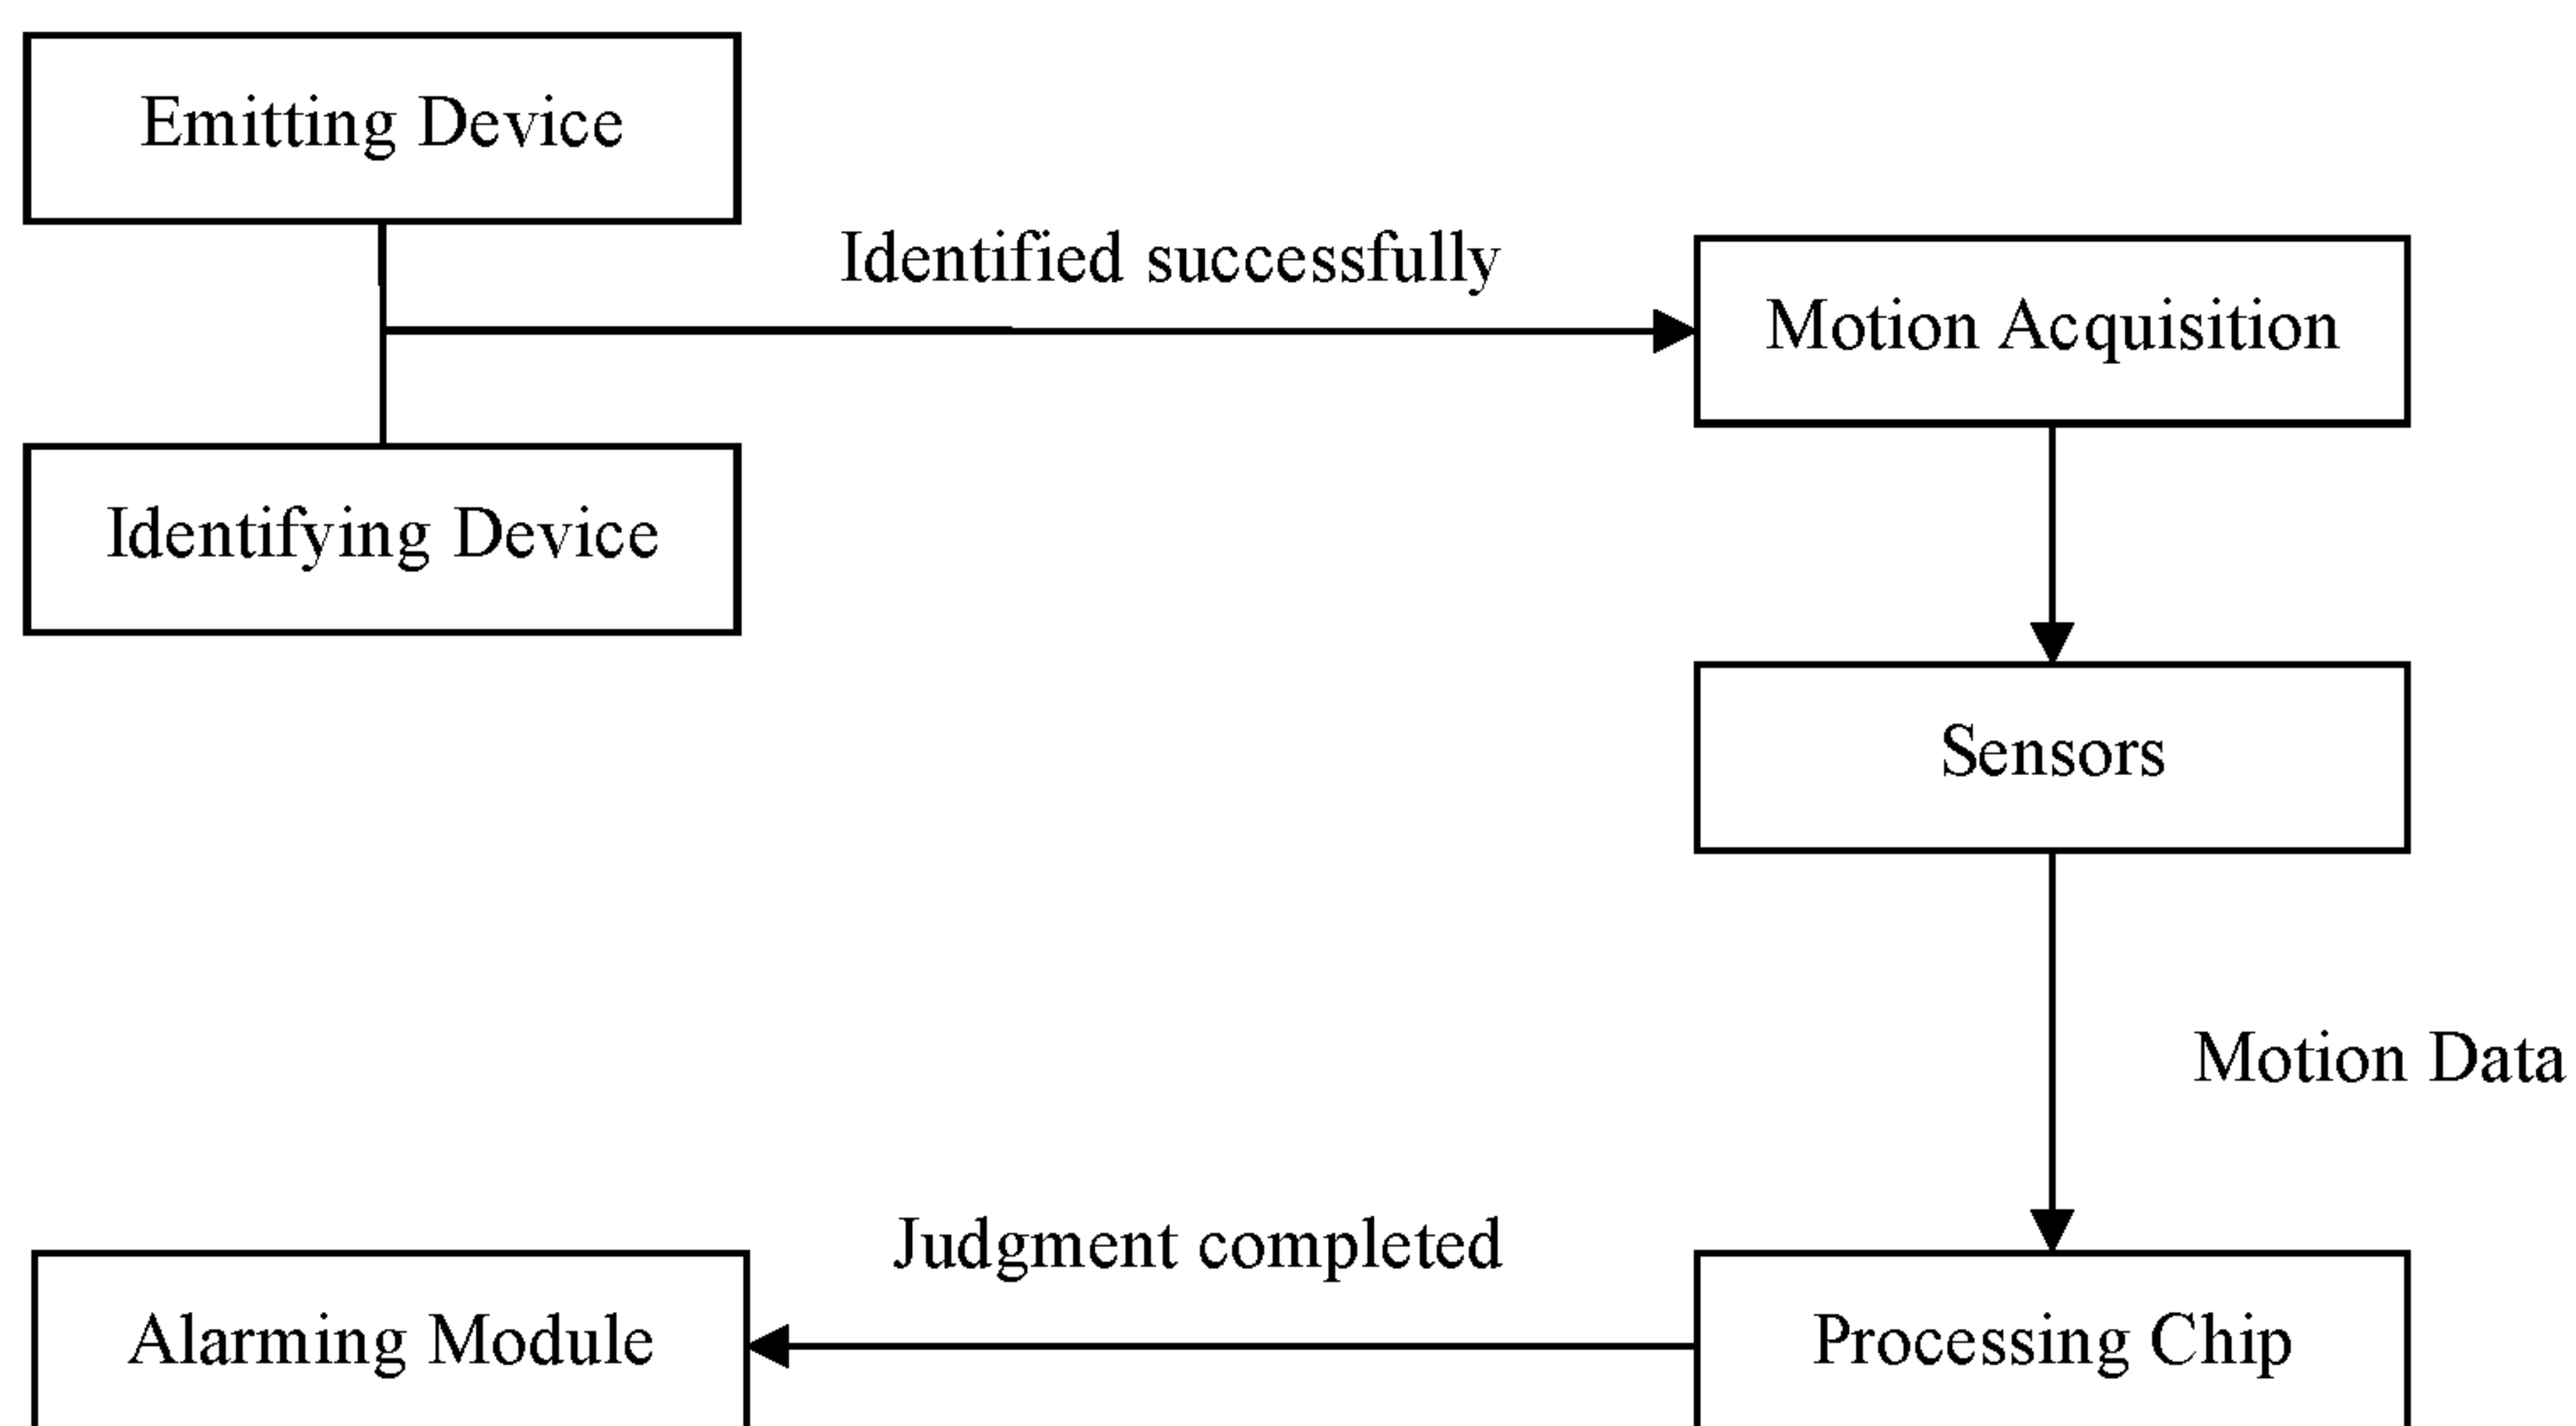 Emitting Device
Identified successfully
Motion Acquisition
Identifying Device
Sensors
Motion Data
Judgment completed
Alarming Module
Processing Chip